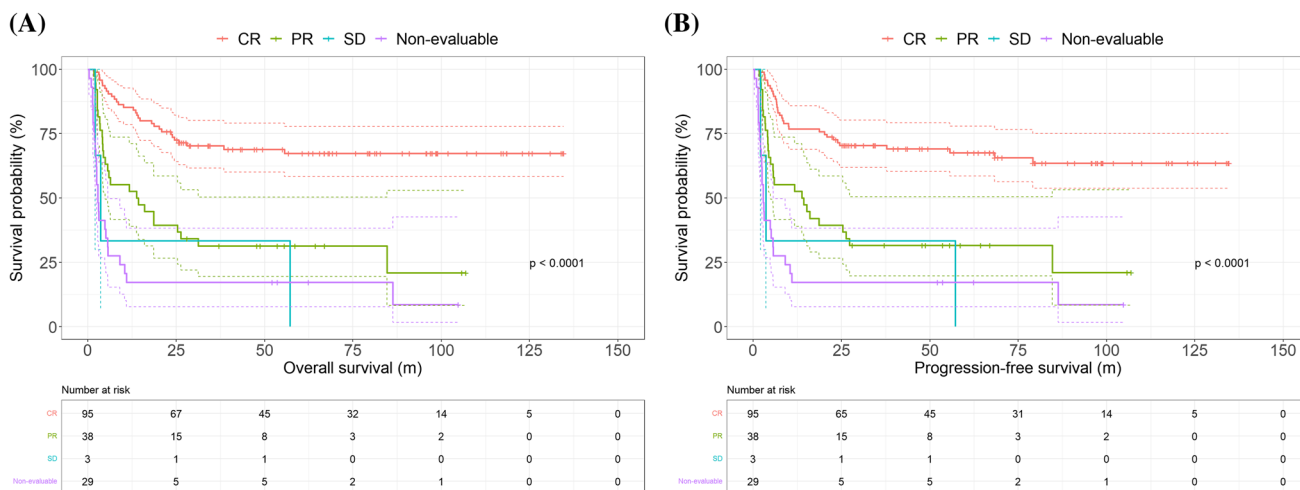 (A)
CR PR SD Non-evaluable
Survival probability (%)
100
75
50
25
0
p < 0.0001
0 25 50 75 100 125 150
Overall survival (m)
Number at risk
CR 95 67 45 32 14 5 0
PR 38 15 8 3 2 0 0
SD 3 1 1 0 0 0 0
Non-evaluable 29 5 5 2 1 0 0
(B)
CR PR SD Non-evaluable
Survival probability (%)
100
75
50
25
0
p < 0.0001
0 25 50 75 100 125 150
Progression-free survival (m)
Number at risk
CR 95 65 45 31 14 5 0
PR 38 15 8 3 2 0 0
SD 3 1 1 0 0 0 0
Non-evaluable 29 5 5 2 1 0 0